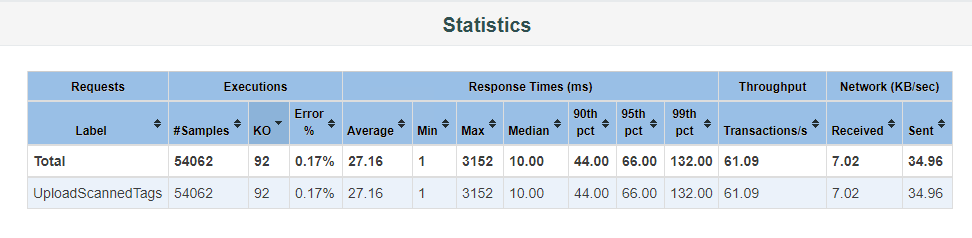 Statistics
Requests Executions Response Times (ms) Throughput Network (KB/sec)
Label #Samples KO Error % Average Min Max Median 90th pct 95th pct 99th pct Transactions/s Received Sent
Total 54062 92 0.17% 27.16 1 3152 10.00 44.00 66.00 132.00 61.09 7.02 34.96
UploadScannedTags 54062 92 0.17% 27.16 1 3152 10.00 44.00 66.00 132.00 61.09 7.02 34.96